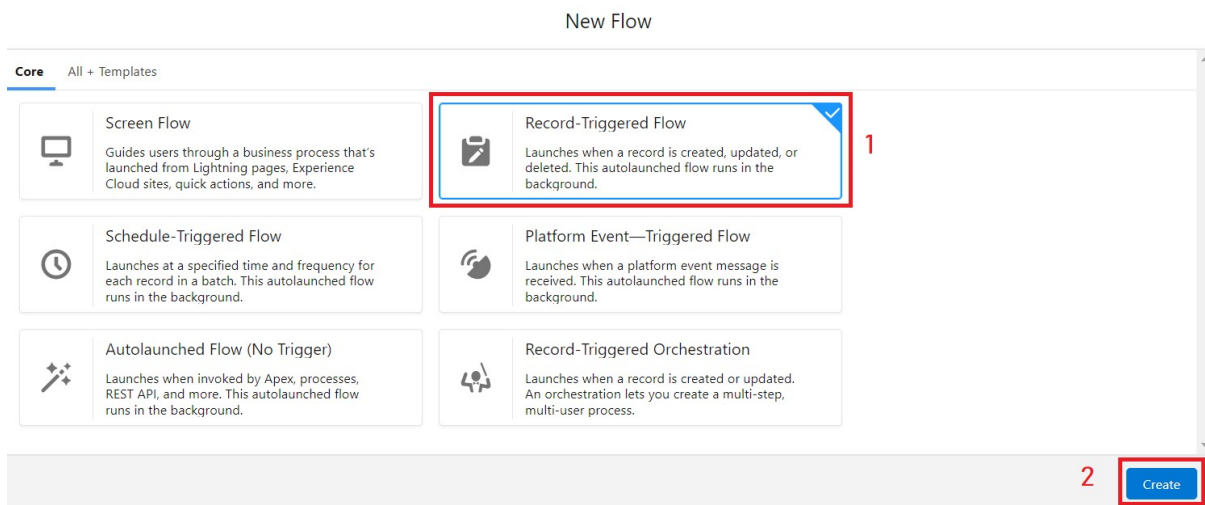 New Flow
Core All + Templates
Screen Flow
Guides users through a business process that's
launched from Lightning pages, Experience
Cloud sites, quick actions, and more.
Record-Triggered Flow
Launches when a record is created, updated, or
deleted. This autolaunched flow runs in the
background.
1
Schedule-Triggered Flow
Launches at a specified time and frequency for
each record in a batch. This autolaunched flow
runs in the background.
Platform Event—Triggered Flow
Launches when a platform event message is
received. This autolaunched flow runs in the
background.
Autolaunched Flow (No Trigger)
Launches when invoked by Apex, processes,
REST API, and more. This autolaunched flow
runs in the background.
Record-Triggered Orchestration
Launches when a record is created or updated.
An orchestration lets you create a multi-step,
multi-user process.
2
Create